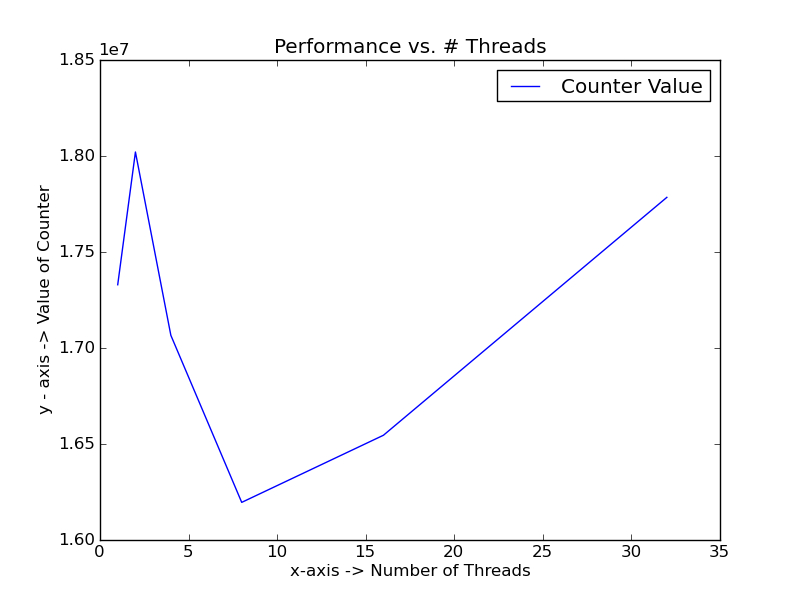 Performance vs. # Threads
1e7
Counter Value
1.85
1.80
1.75
1.70
1.65
1.60
y - axis -> Value of Counter
0 5 10 15 20 25 30 35
x-axis -> Number of Threads